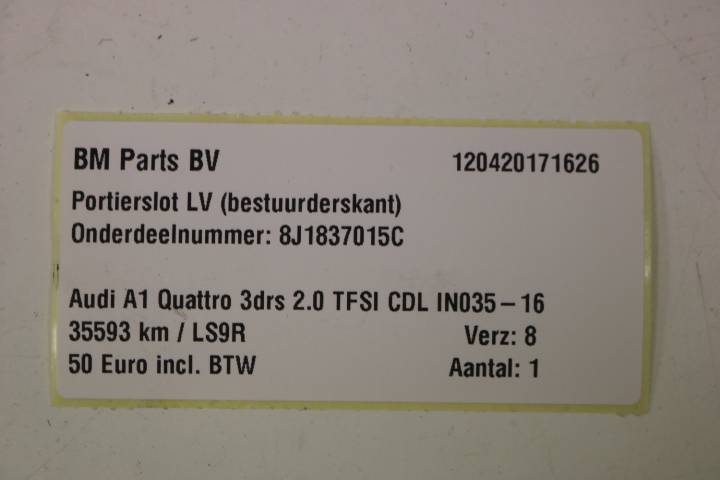 BM Parts BV 120420171626
Portierslot LV (bestuurderskant)
Onderdeelnummer: 8J1837015C
Audi A1 Quattro 3drs 2.0 TFSI CDL IN035-16
35593 km / LS9R Verz: 8
50 Euro incl. BTW Aantal: 1